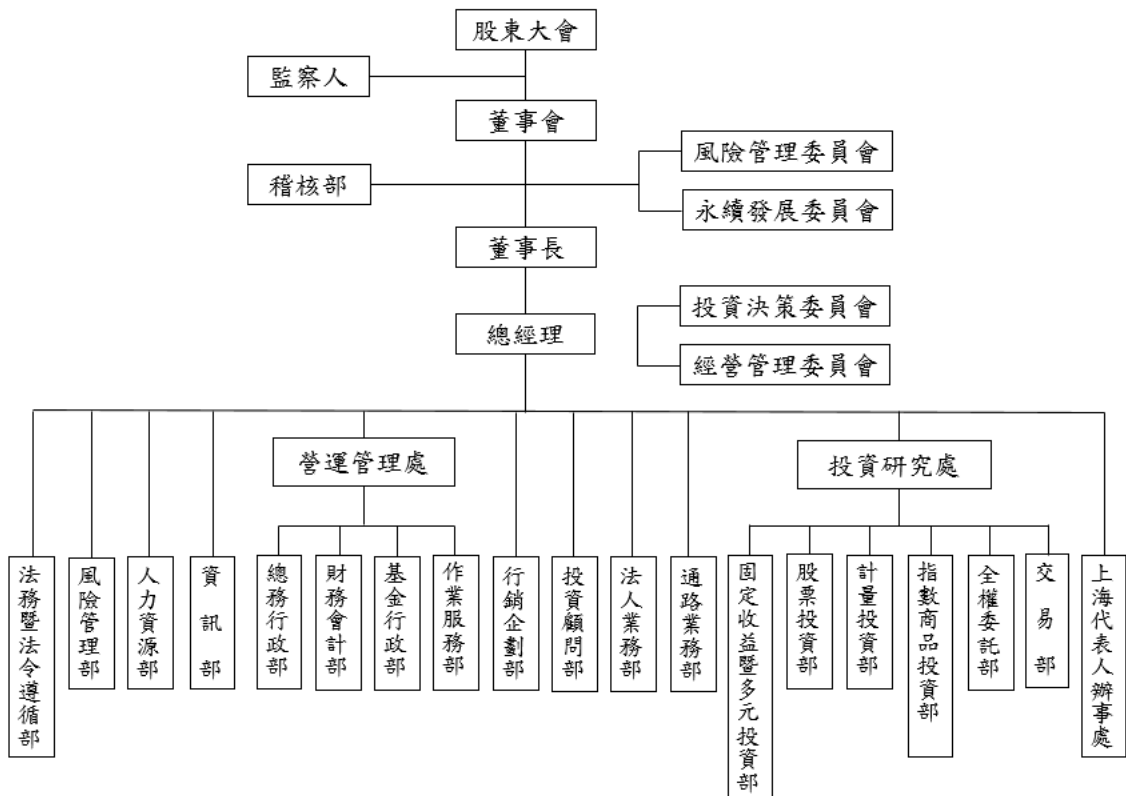 股東大會
監察人
董事會
風險管理委員會
稽核部
永續發展委員會
董事長
投資決策委員會
總經理
經營管理委員會
營運管理處
投資研究處
法務暨法令遵循部
風險管理部
人力資源部
資訊部
總務行政部
財務會計部
基金行政部
作業服務部
行銷企劃部
投資顧問部
法人業務部
通路業務部
固定收益暨多元投資部
股票投資部
計量投資部
指數商品投資部
全權委託部
交易部
上海代表人辦事處